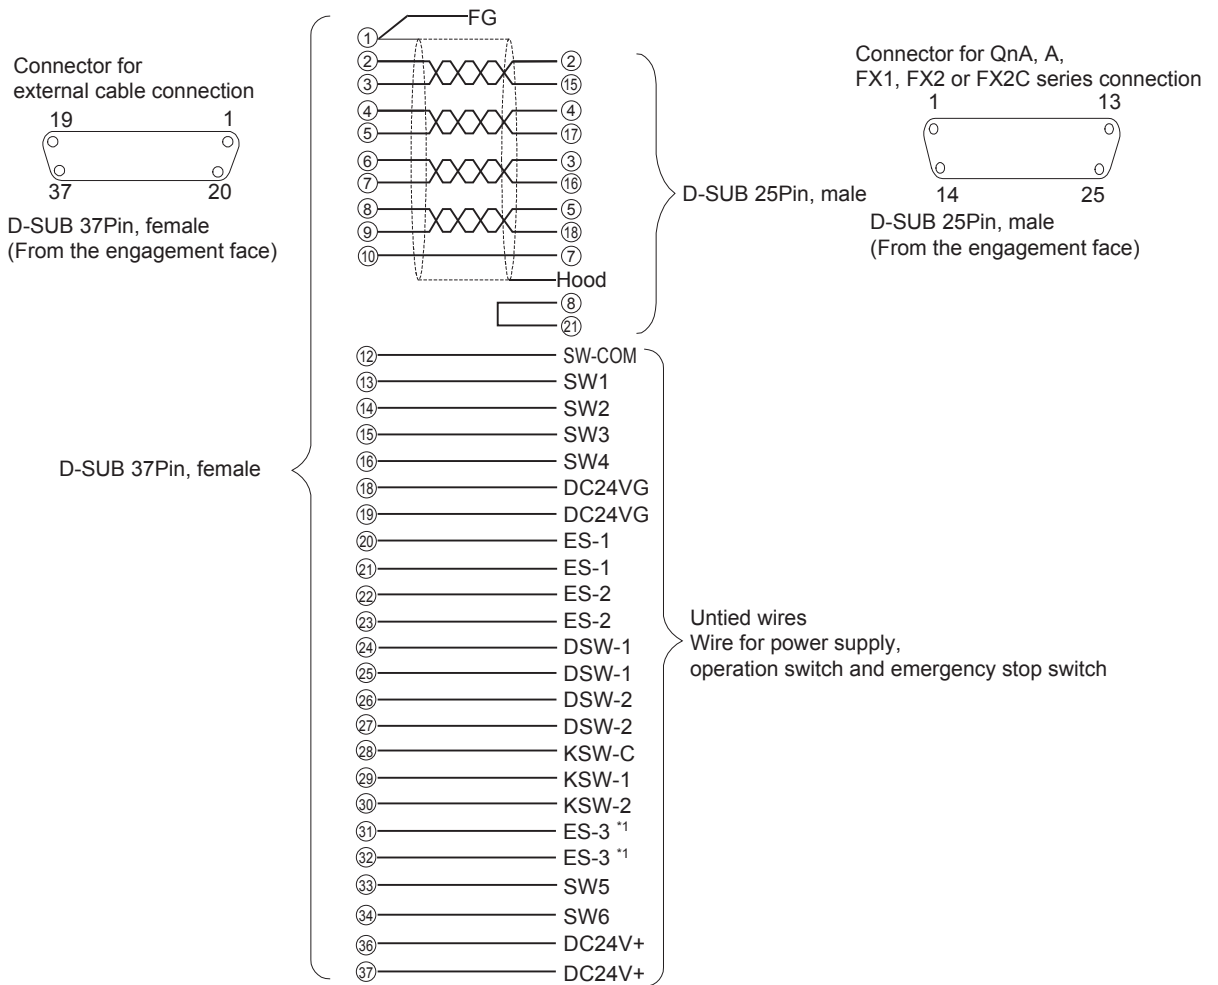 FG
1
2 2
3 15
4 4
5 17
6 3
7 16
8 5
9 18
10 7
Hood
8
21
Connector for
external cable connection
19 1
37 20
D-SUB 37Pin, female
(From the engagement face)
D-SUB 25Pin, male
Connector for QnA, A,
FX1, FX2 or FX2C series connection
1 13
14 25
D-SUB 25Pin, male
(From the engagement face)
D-SUB 37Pin, female
12 SW-COM
13 SW1
14 SW2
15 SW3
16 SW4
18 DC24VG
19 DC24VG
20 ES-1
21 ES-1
22 ES-2
23 ES-2
24 DSW-1
25 DSW-1
26 DSW-2
27 DSW-2
28 KSW-C
29 KSW-1
30 KSW-2
31 ES-3 *1
32 ES-3 *1
33 SW5
34 SW6
36 DC24V+
37 DC24V+
Untied wires
Wire for power supply,
operation switch and emergency stop switch